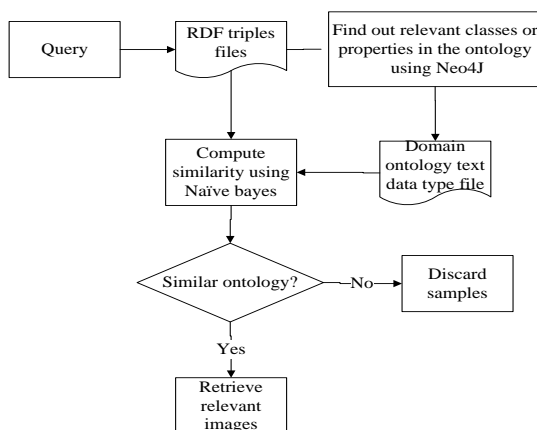 Query
RDF triples
files
Find out relevant classes or
properties in the ontology
using Neo4J
Compute
similarity using
Naïve bayes
Domain
ontology text
data type file
Similar ontology?
No
Discard
samples
Yes
Retrieve
relevant
images